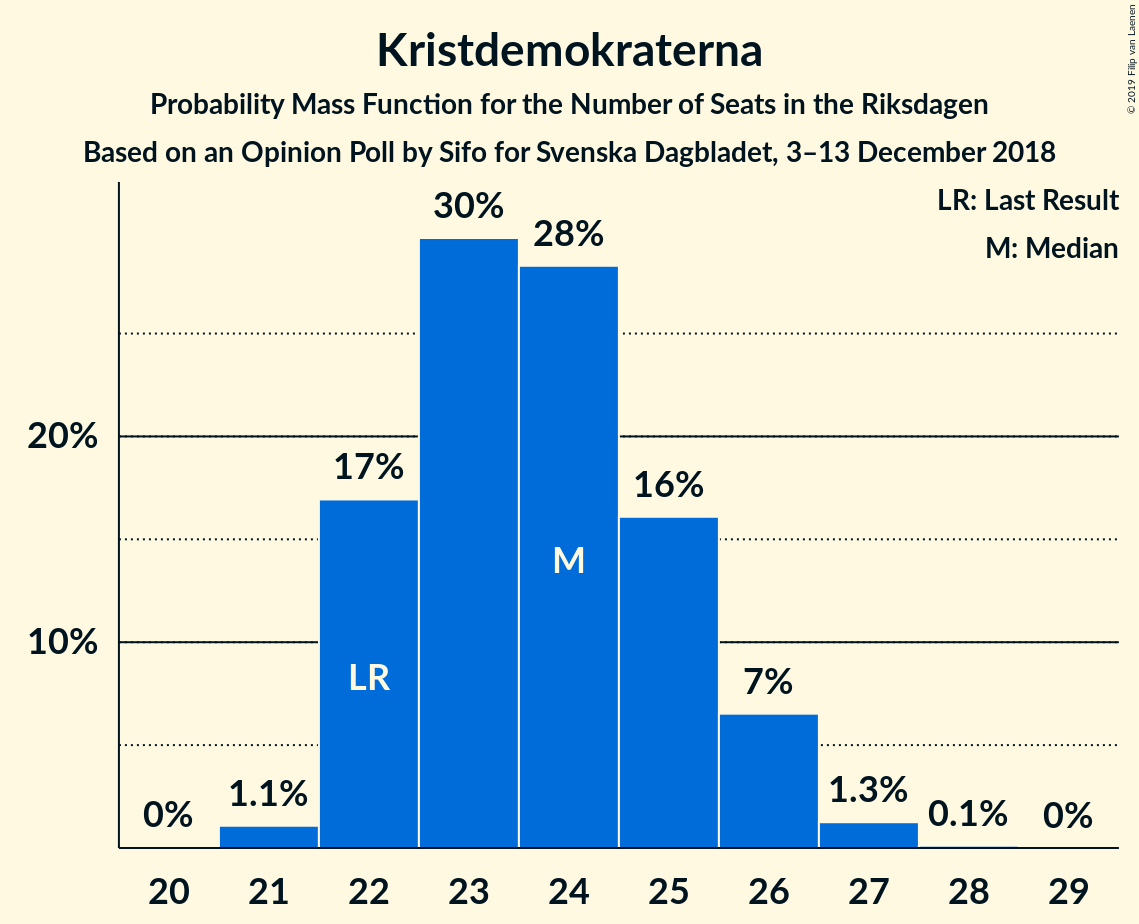 © 2019 Filip van Laenen
Kristdemokraterna
Probability Mass Function for the Number of Seats in the Riksdagen
Based on an Opinion Poll by Sifo for Svenska Dagbladet, 3–13 December 2018
LR: Last Result
M: Median
30%
28%
20%
17%
16%
M
10%
LR
7%
0%
1.1%
1.3%
0.1%
0%
20 21 22 23 24 25 26 27 28 29